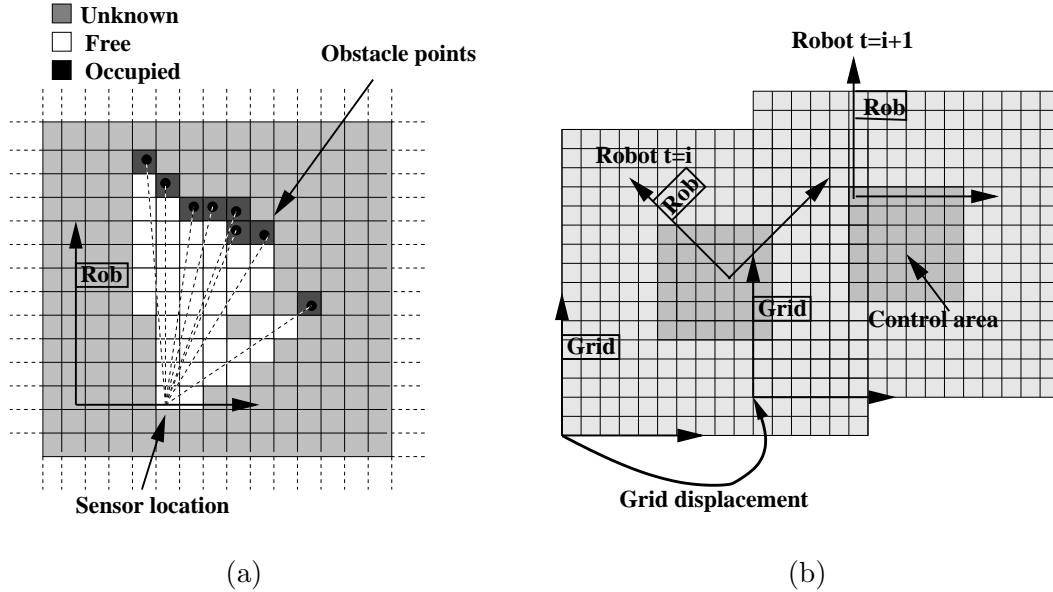 Unknown
Free
Occupied
Obstacle points
Rob
Sensor location
(a)
Robot t=i+1
Rob
Robot t=i
Rob
Grid
Grid
Control area
Grid displacement
(b)